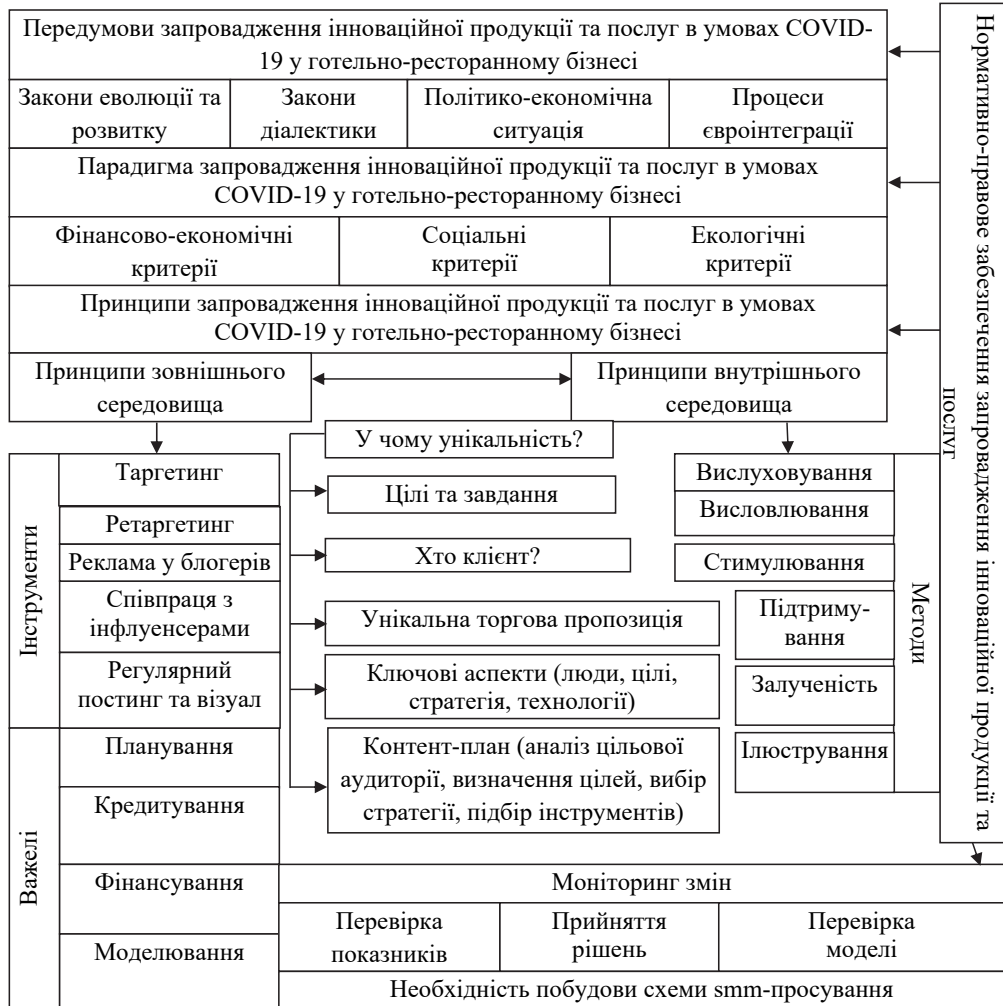 Передумови запровадження інноваційної продукції та послуг в умовах COVID-
19 у готельно-ресторанному бізнесі
Закони еволюції та
розвитку
Закони
діалектики
Політико-економічна
ситуація
Процеси
євроінтеграції
Парадигма запровадження інноваційної продукції та послуг в умовах
COVID-19 у готельно-ресторанному бізнесі
Фінансово-економічні
критерії
Соціальні
критерії
Екологічні
критерії
Принципи запровадження інноваційної продукції та послуг в умовах
COVID-19 у готельно-ресторанному бізнесі
Принципи зовнішнього
середовища
Принципи внутрішнього
середовища
Нормативно-правове забезпечення запровадження інноваційної продукції та
послуг
Інструменти
Таргетинг
Ретаргетинг
Реклама у блогерів
Співпраця з
інфлуенсерами
Регулярний
постинг та візуал
Важелі
Планування
Кредитування
Фінансування
Моделювання
У чому унікальність?
Цілі та завдання
Хто клієнт?
Унікальна торгова пропозиція
Ключові аспекти (люди, цілі,
стратегія, технології)
Контент-план (аналіз цільової
аудиторії, визначення цілей, вибір
стратегії, підбір інструментів)
Вислуховування
Висловлювання
Стимулювання
Підтриму-
вання
Залученість
Ілюстрування
Методи
Моніторинг змін
Перевірка
показників
Прийняття
рішень
Перевірка
моделі
Необхідність побудови схеми smm-просування